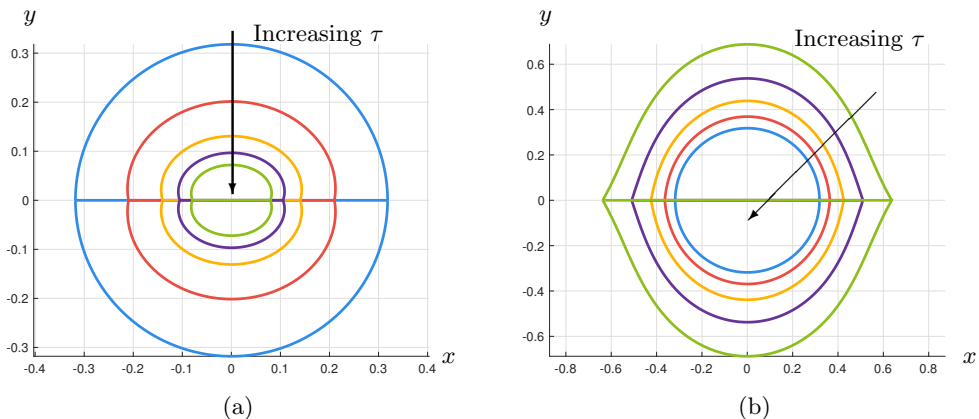 y
Increasing τ
0.3
0.2
0.1
0
-0.1
-0.2
-0.3
-0.4 -0.3 -0.2 -0.1 0 0.1 0.2 0.3 0.4
x
(a)
y
Increasing τ
0.6
0.4
0.2
0
-0.2
-0.4
-0.6
-0.8 -0.6 -0.4 -0.2 0 0.2 0.4 0.6 0.8
x
(b)